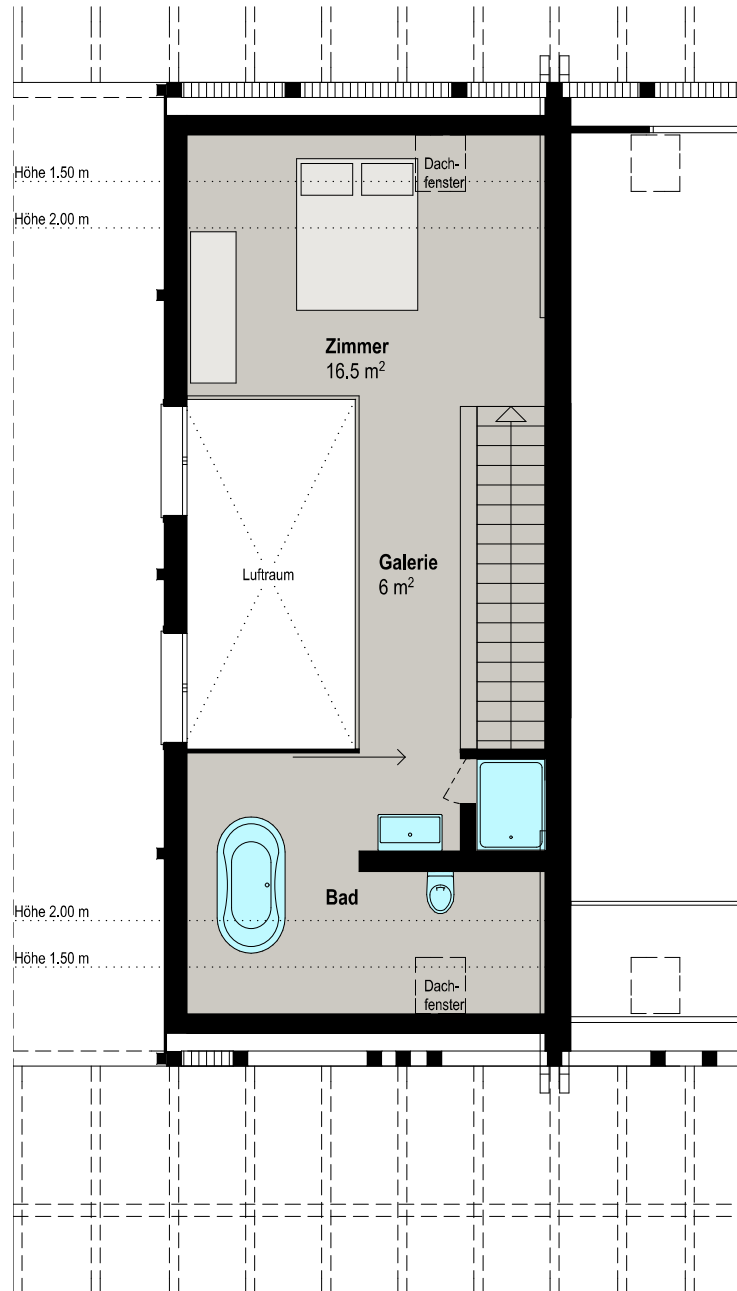 Dach-
fenster
Höhe 1.50 m
Höhe 2.00 m
Zimmer
16.5 m²
Galerie
6 m²
Luftraum
Bad
Höhe 2.00 m
Höhe 1.50 m
Dach-
fenster